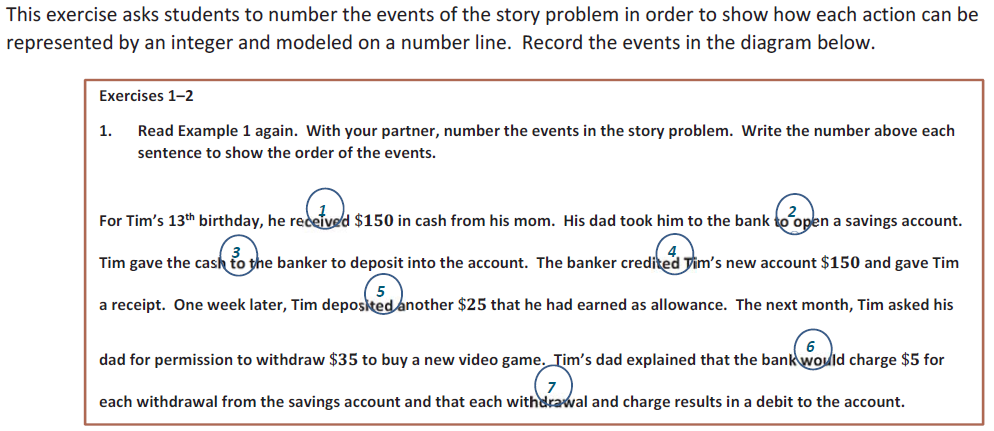 This exercise asks students to number the events of the story problem in order to show how each action can be
represented by an integer and modeled on a number line. Record the events in the diagram below.
Exercises 1–2
1. Read Example 1 again. With your partner, number the events in the story problem. Write the number above each
sentence to show the order of the events.
1 2
For Tim's 13th birthday, he received $150 in cash from his mom. His dad took him to the bank to open a savings account.
3 4
Tim gave the cash to the banker to deposit into the account. The banker credited Tim's new account $150 and gave Tim
5
a receipt. One week later, Tim deposited another $25 that he had earned as allowance. The next month, Tim asked his
6
dad for permission to withdraw $35 to buy a new video game. Tim's dad explained that the bank would charge $5 for
7
each withdrawal from the savings account and that each withdrawal and charge results in a debit to the account.